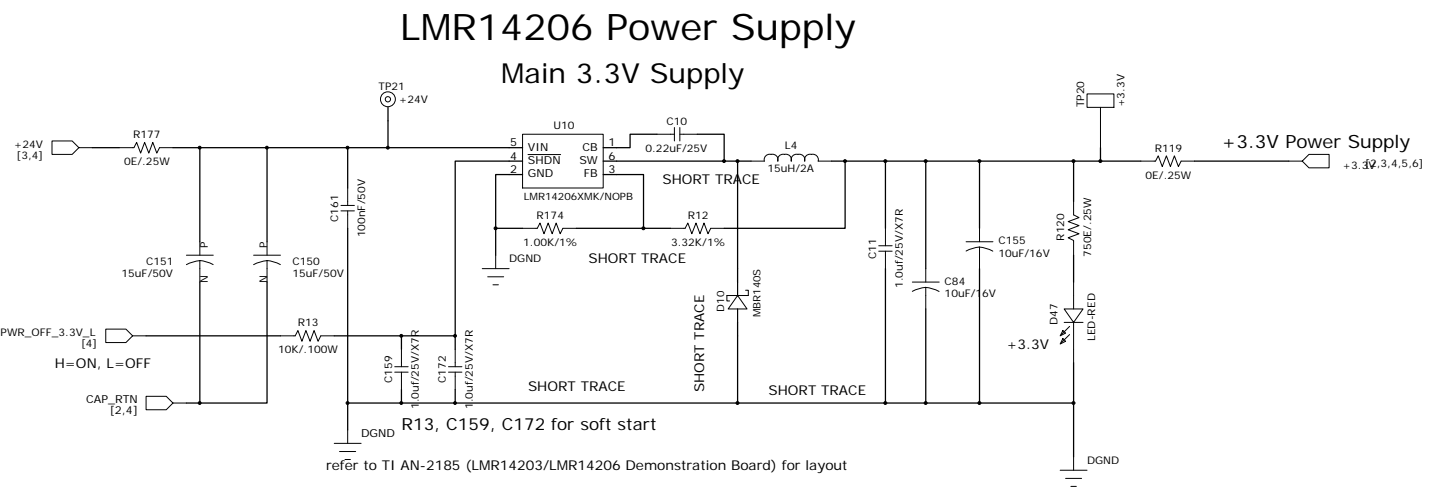 LMR14206 Power Supply
Main 3.3V Supply
TP21
+24V
TP20
+3.3V
+24V
[3,4]
R177
0E/.25W
U10
5 VIN CB 1
4 SHDN SW 6
2 GND FB 3
LMR14206XMK/NOPB
C10
0.22uF/25V
L4
15uH/2A
SHORT TRACE
R119
0E/.25W
+3.3V Power Supply
+3.3V
[2,3,4,5,6]
C161
100nF/50V
R174
1.00K/1%
R12
3.32K/1%
DGND
SHORT TRACE
C151
15uF/50V
P
N
C150
15uF/50V
P
N
C11
1.0uf/25V/X7R
C155
10uF/16V
C84
10uF/16V
R120
750E/.25W
D10
MBR140S
SHORT TRACE
D47
LED-RED
+3.3V
PWR_OFF_3.3V_L
[4]
H=ON, L=OFF
R13
10K/.100W
C159
1.0uf/25V/X7R
C172
1.0uf/25V/X7R
SHORT TRACE
SHORT TRACE
CAP_RTN
[2,4]
DGND
R13, C159, C172 for soft start
DGND
refer to TI AN-2185 (LMR14203/LMR14206 Demonstration Board) for layout